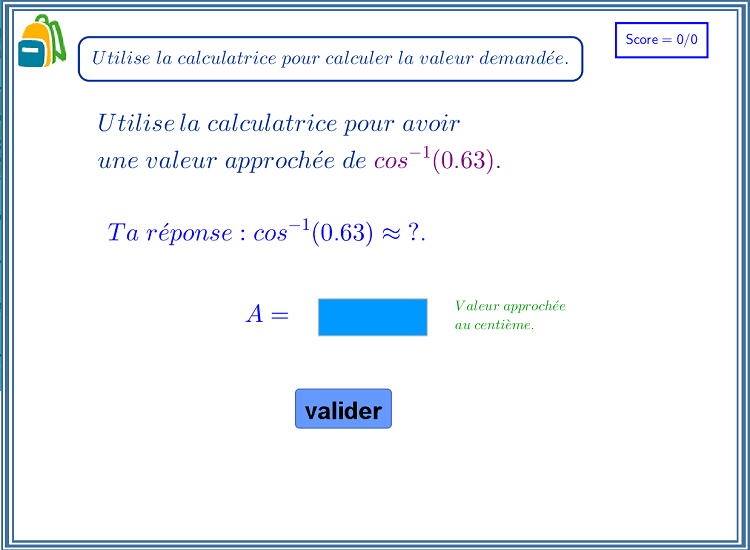 Utilise la calculatrice pour calculer la valeur demandée.
Score = 0/0
Utilise la calculatrice pour avoir
une valeur approchée de cos⁻¹(0.63).
Ta réponse : cos⁻¹(0.63) ≈ ?.
A =
Valeur approchée
au centième.
valider